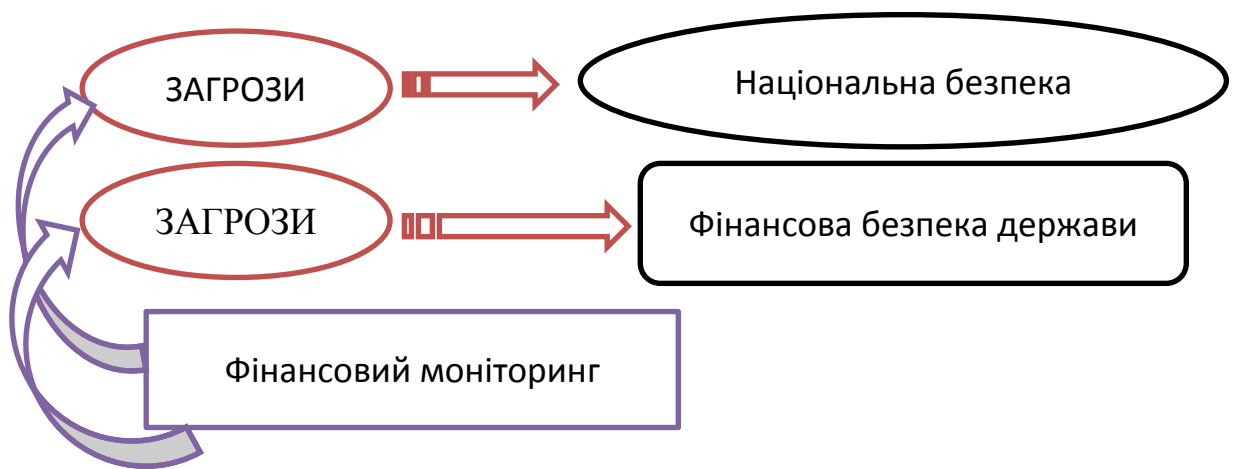 ЗАГРОЗИ
Національна безпека
ЗАГРОЗИ
Фінансова безпека держави
Фінансовий моніторинг